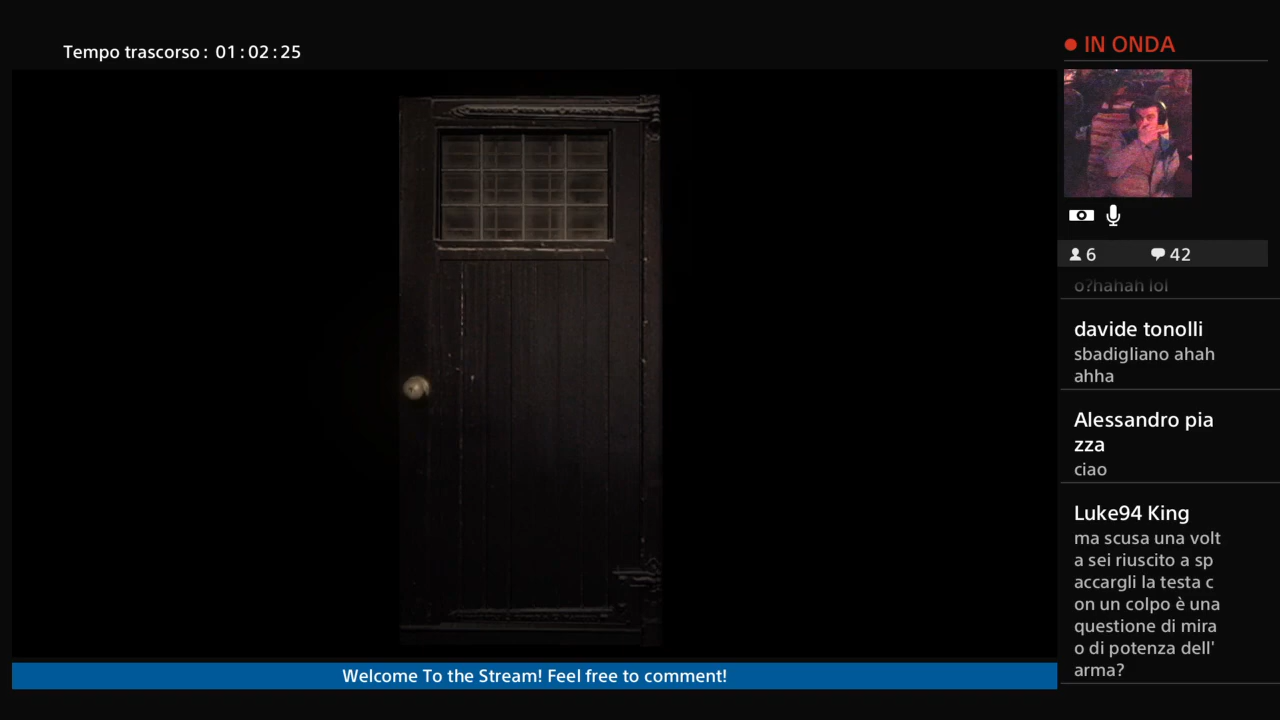 Tempo trascorso: 01:02:25
IN ONDA
6 42
o?hahah lol
davide tonolli
sbadigliano ahah
ahha
Alessandro pia
zza
ciao
Luke94 King
ma scusa una volt
a sei riuscito a sp
accargli la testa c
on un colpo è una
questione di mira
o di potenza dell'
arma?
Welcome To the Stream! Feel free to comment!